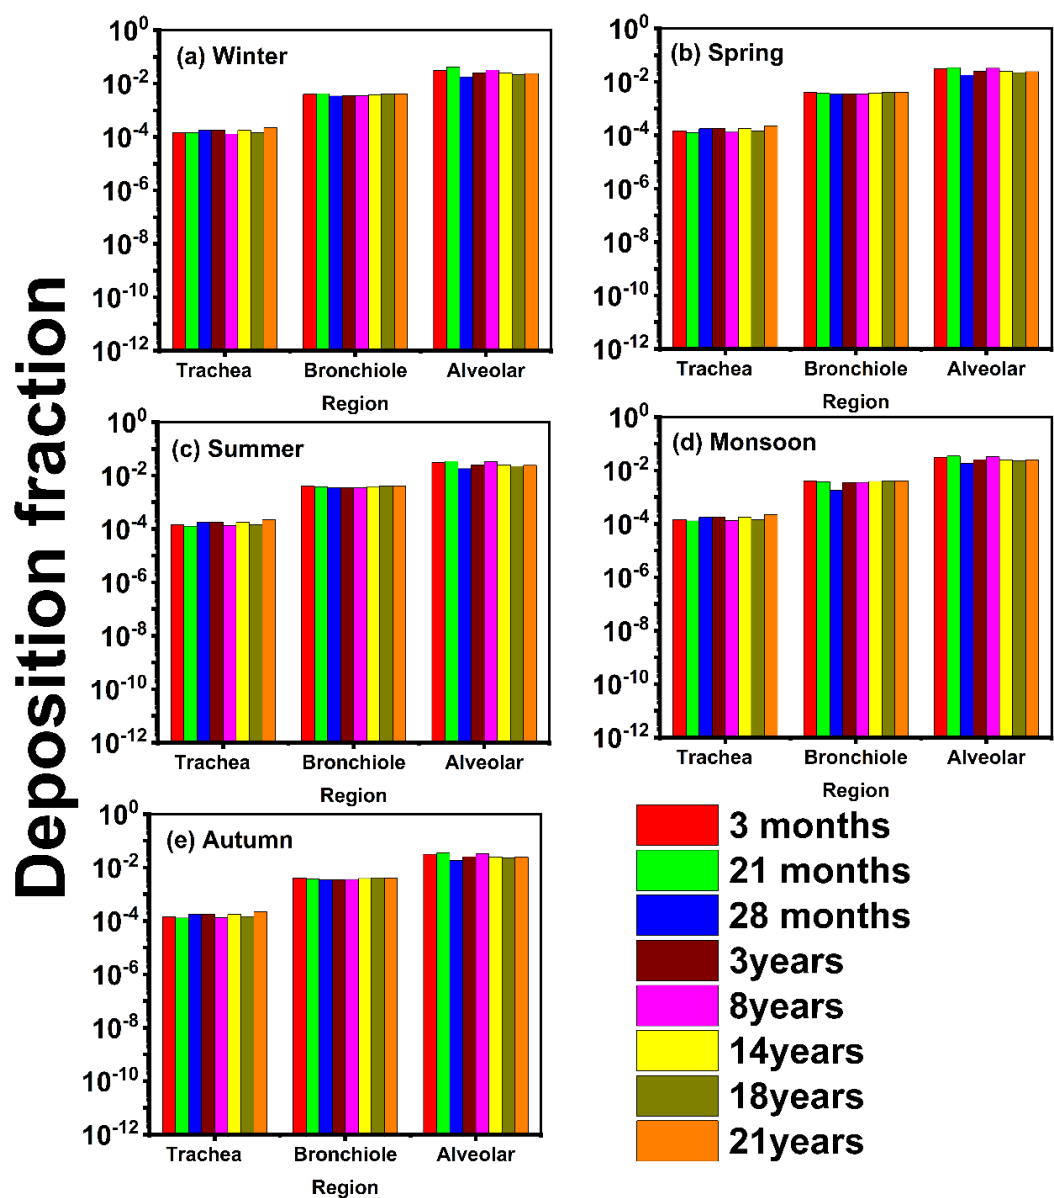 Deposition fraction
(a) Winter
10^0
10^-2
10^-4
10^-6
10^-8
10^-10
10^-12
Trachea Bronchiole Alveolar
Region
(b) Spring
10^0
10^-2
10^-4
10^-6
10^-8
10^-10
10^-12
Trachea Bronchiole Alveolar
Region
(c) Summer
10^0
10^-2
10^-4
10^-6
10^-8
10^-10
10^-12
Trachea Bronchiole Alveolar
Region
(d) Monsoon
10^0
10^-2
10^-4
10^-6
10^-8
10^-10
10^-12
Trachea Bronchiole Alveolar
Region
(e) Autumn
10^0
10^-2
10^-4
10^-6
10^-8
10^-10
10^-12
Trachea Bronchiole Alveolar
Region
3 months
21 months
28 months
3years
8years
14years
18years
21years